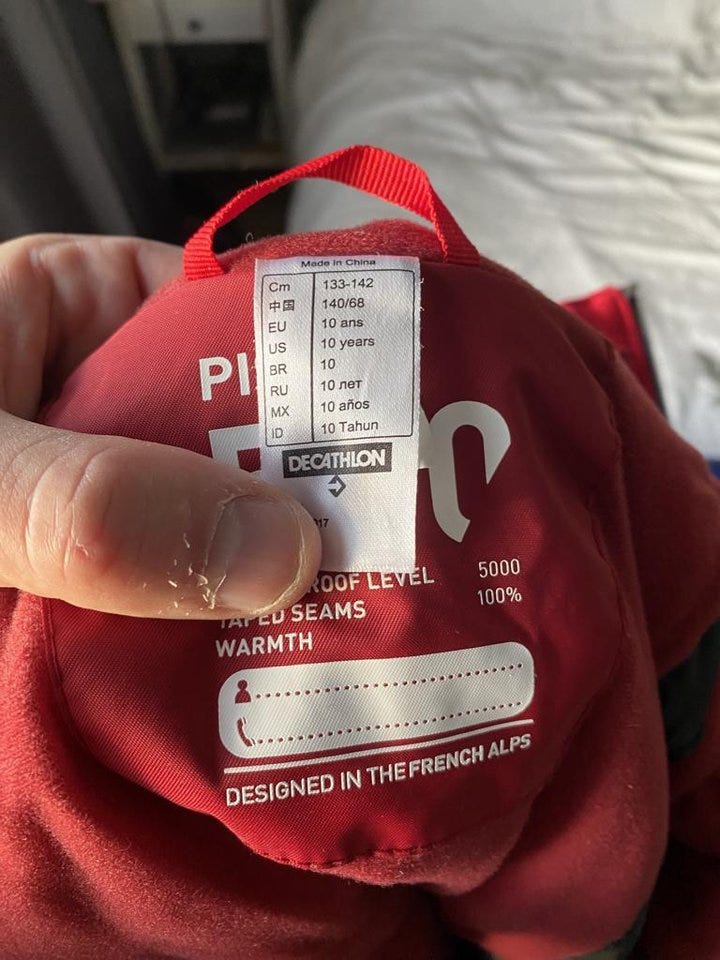 Made in China
Cm 133-142
中国 140/68
EU 10 ans
US 10 years
BR 10
RU 10 лет
MX 10 años
ID 10 Tahun
DECATHLON
TAPED SEAMS 100%
LEVEL 5000
WARMTH
DESIGNED IN THE FRENCH ALPS